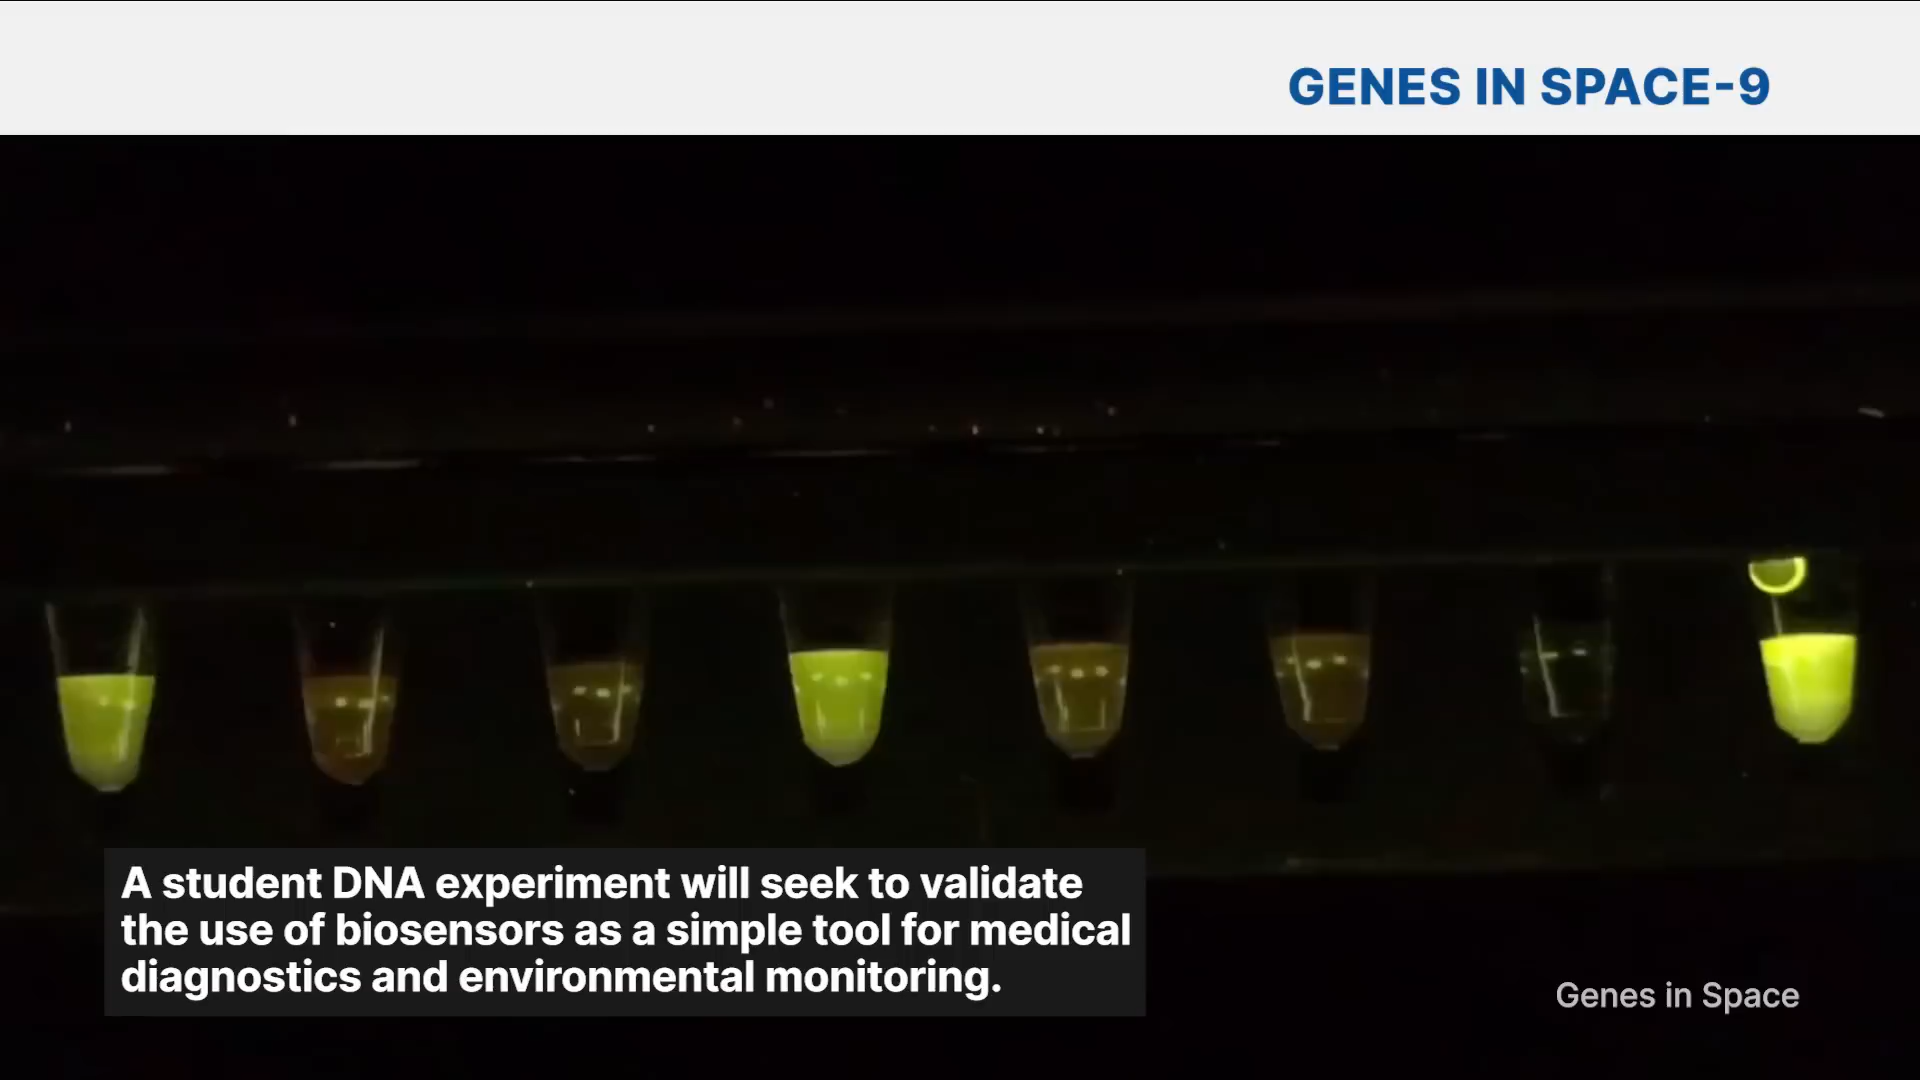 GENES IN SPACE-9
A student DNA experiment will seek to validate
the use of biosensors as a simple tool for medical
diagnostics and environmental monitoring.
Genes in Space